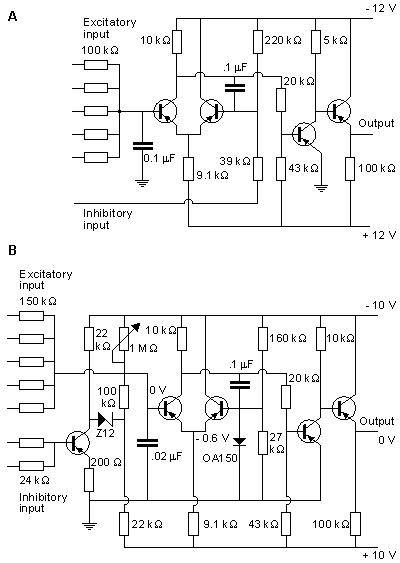 A
Excitatory
input
100 kΩ
10 kΩ
220 kΩ
5 kΩ
- 12 V
.1 µF
20 kΩ
Output
0.1 µF
9.1 kΩ
39 kΩ
43 kΩ
100 kΩ
Inhibitory
input
+ 12 V
B
Excitatory
input
150 kΩ
- 10 V
22
kΩ
1 MΩ
10 kΩ
160 kΩ
10 kΩ
.1 µF
100
kΩ
0 V
20 kΩ
Z12
- 0.6 V
Output
0 V
.02 µF
OA150
27
kΩ
200 Ω
24 kΩ
Inhibitory
input
22 kΩ
9.1 kΩ
43 kΩ
100 kΩ
+ 10 V